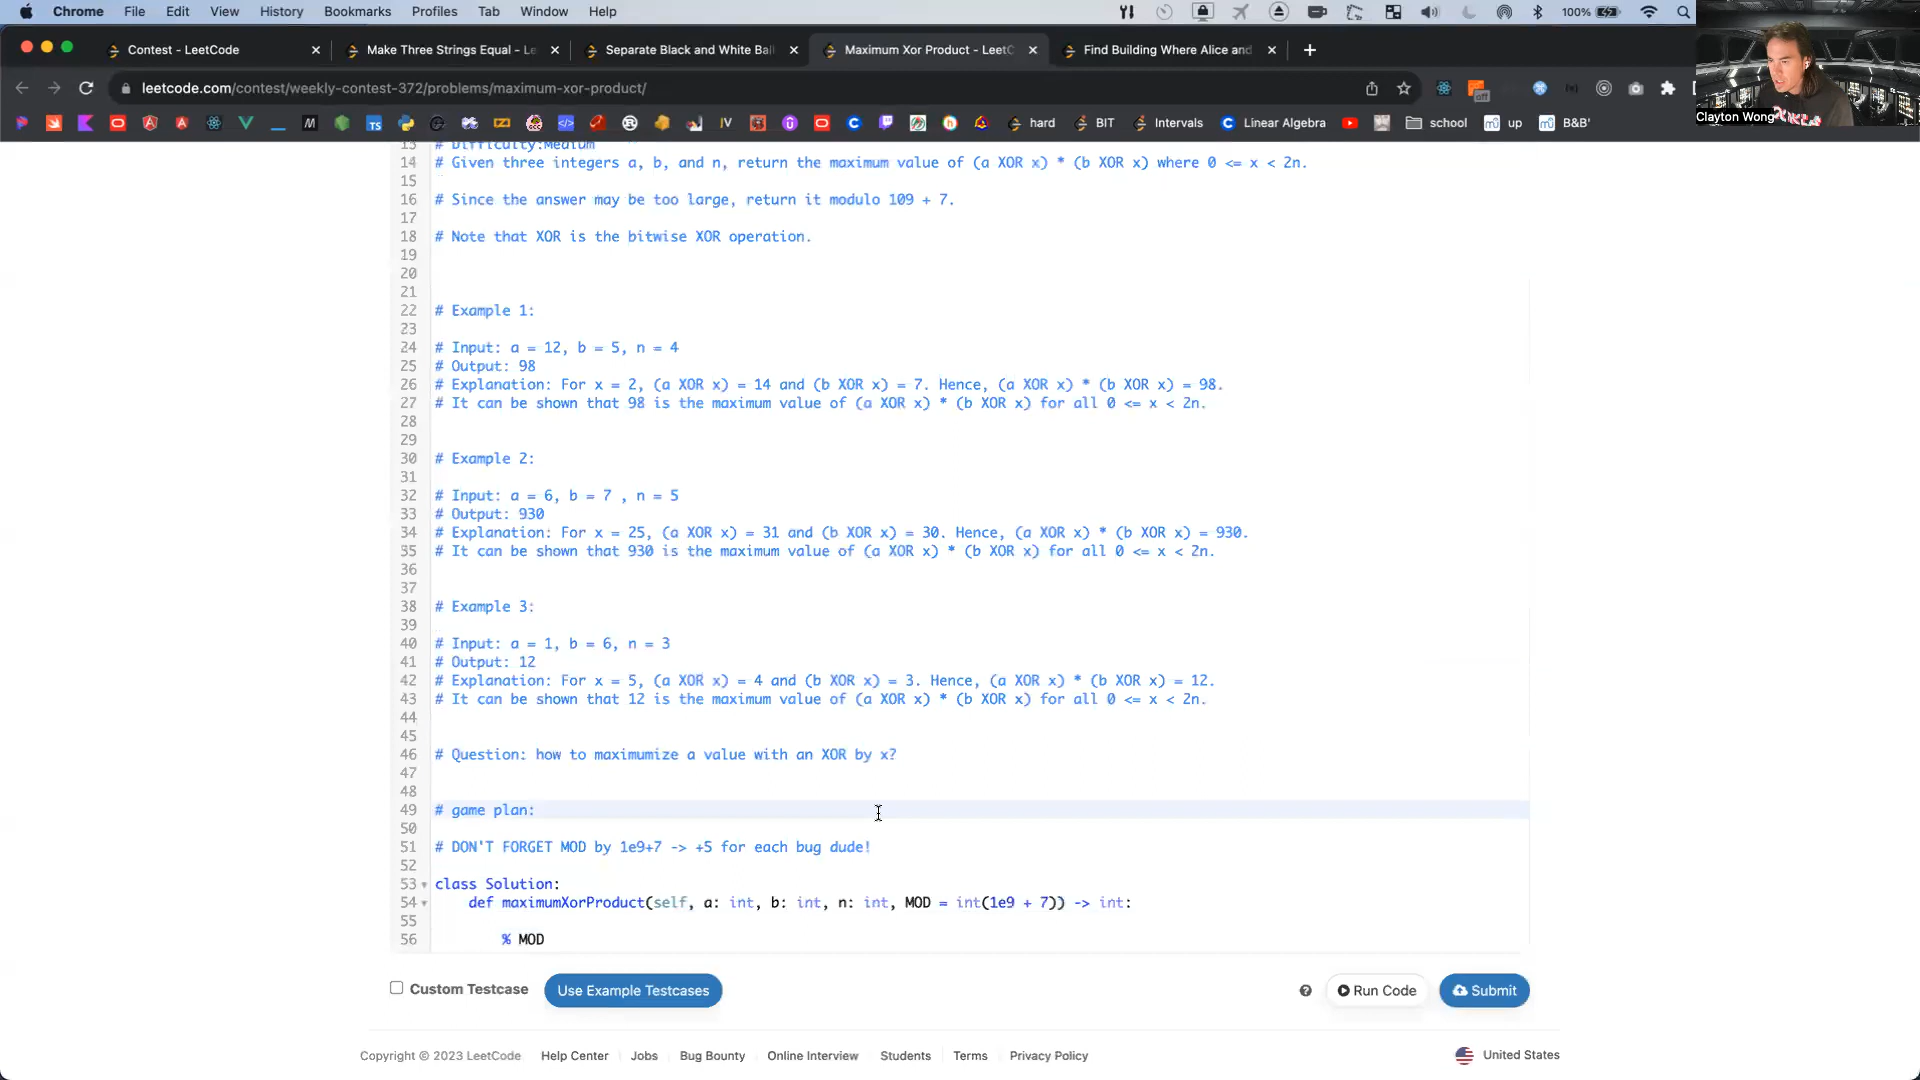 Chrome File Edit View History Bookmarks Profiles Tab Window Help 100%
Contest - LeetCode
Make Three Strings Equal - Le
Separate Black and White Ball
Maximum Xor Product - LeetC
Find Building Where Alice and
leetcode.com/contest/weekly-contest-372/problems/maximum-xor-product/
off
Clayton Wong
TS IV hard BIT Intervals Linear Algebra school up B&B'
13 # Difficulty:Medium
14 # Given three integers a, b, and n, return the maximum value of (a XOR x) * (b XOR x) where 0 <= x < 2n.
15
16 # Since the answer may be too large, return it modulo 109 + 7.
17
18 # Note that XOR is the bitwise XOR operation.
19
20
21
22 # Example 1:
23
24 # Input: a = 12, b = 5, n = 4
25 # Output: 98
26 # Explanation: For x = 2, (a XOR x) = 14 and (b XOR x) = 7. Hence, (a XOR x) * (b XOR x) = 98.
27 # It can be shown that 98 is the maximum value of (a XOR x) * (b XOR x) for all 0 <= x < 2n.
28
29
30 # Example 2:
31
32 # Input: a = 6, b = 7 , n = 5
33 # Output: 930
34 # Explanation: For x = 25, (a XOR x) = 31 and (b XOR x) = 30. Hence, (a XOR x) * (b XOR x) = 930.
35 # It can be shown that 930 is the maximum value of (a XOR x) * (b XOR x) for all 0 <= x < 2n.
36
37
38 # Example 3:
39
40 # Input: a = 1, b = 6, n = 3
41 # Output: 12
42 # Explanation: For x = 5, (a XOR x) = 4 and (b XOR x) = 3. Hence, (a XOR x) * (b XOR x) = 12.
43 # It can be shown that 12 is the maximum value of (a XOR x) * (b XOR x) for all 0 <= x < 2n.
44
45
46 # Question: how to maximumize a value with an XOR by x?
47
48
49 # game plan:
50
51 # DON'T FORGET MOD by 1e9+7 -> +5 for each bug dude!
52
53 class Solution:
54 def maximumXorProduct(self, a: int, b: int, n: int, MOD = int(1e9 + 7)) -> int:
55
56 % MOD
Custom Testcase Use Example Testcases Run Code Submit
Copyright © 2023 LeetCode Help Center Jobs Bug Bounty Online Interview Students Terms Privacy Policy United States